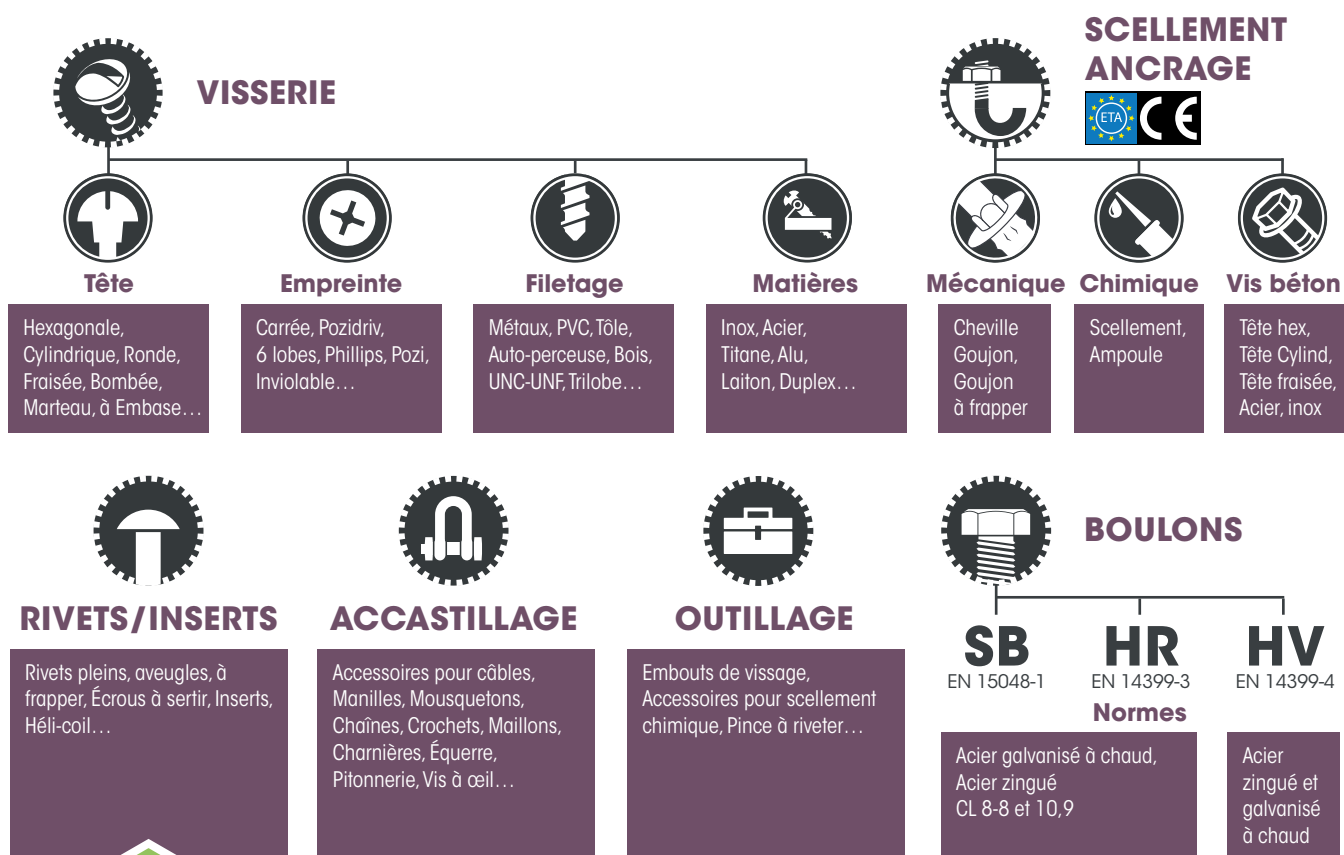 VISSERIE
Tête
Hexagonale,
Cylindrique, Ronde,
Fraisée, Bombée,
Marteau, à Embase…
Empreinte
Carrée, Pozidriv,
6 lobes, Phillips, Pozi,
Inviolable…
Filetage
Métaux, PVC, Tôle,
Auto-perceuse, Bois,
UNC-UNF, Trilobe…
Matières
Inox, Acier,
Titane, Alu,
Laiton, Duplex…
SCELLEMENT
ANCRAGE
ETA CE
Mécanique
Cheville
Goujon,
Goujon
à frapper
Chimique
Scellement,
Ampoule
Vis béton
Tête hex,
Tête Cylind,
Tête fraisée,
Acier, inox
RIVETS/INSERTS
Rivets pleins, aveugles, à
frapper, Écrous à sertir, Inserts,
Héli-coil…
ACCASTILLAGE
Accessoires pour câbles,
Manilles, Mousquetons,
Chaînes, Crochets, Maillons,
Charnières, Équerre,
Pitonnerie, Vis à œil…
OUTILLAGE
Embouts de vissage,
Accessoires pour scellement
chimique, Pince à riveter…
BOULONS
SB
EN 15048-1
HR
EN 14399-3
HV
EN 14399-4
Normes
Acier galvanisé à chaud,
Acier zingué
CL 8-8 et 10,9
Acier
zingué et
galvanisé
à chaud